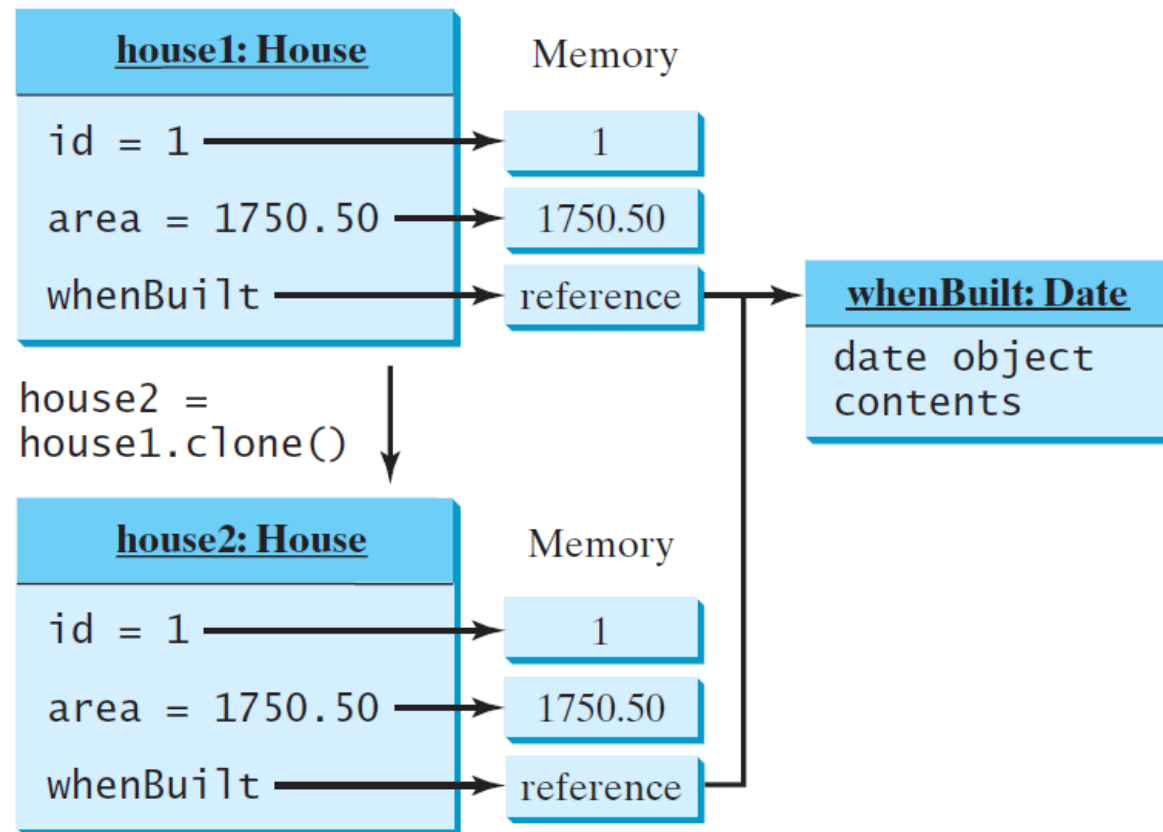 house1: House
Memory
id = 1
1
area = 1750.50
1750.50
whenBuilt
reference
whenBuilt: Date
date object
contents
house2 =
house1.clone()
house2: House
Memory
id = 1
1
area = 1750.50
1750.50
whenBuilt
reference